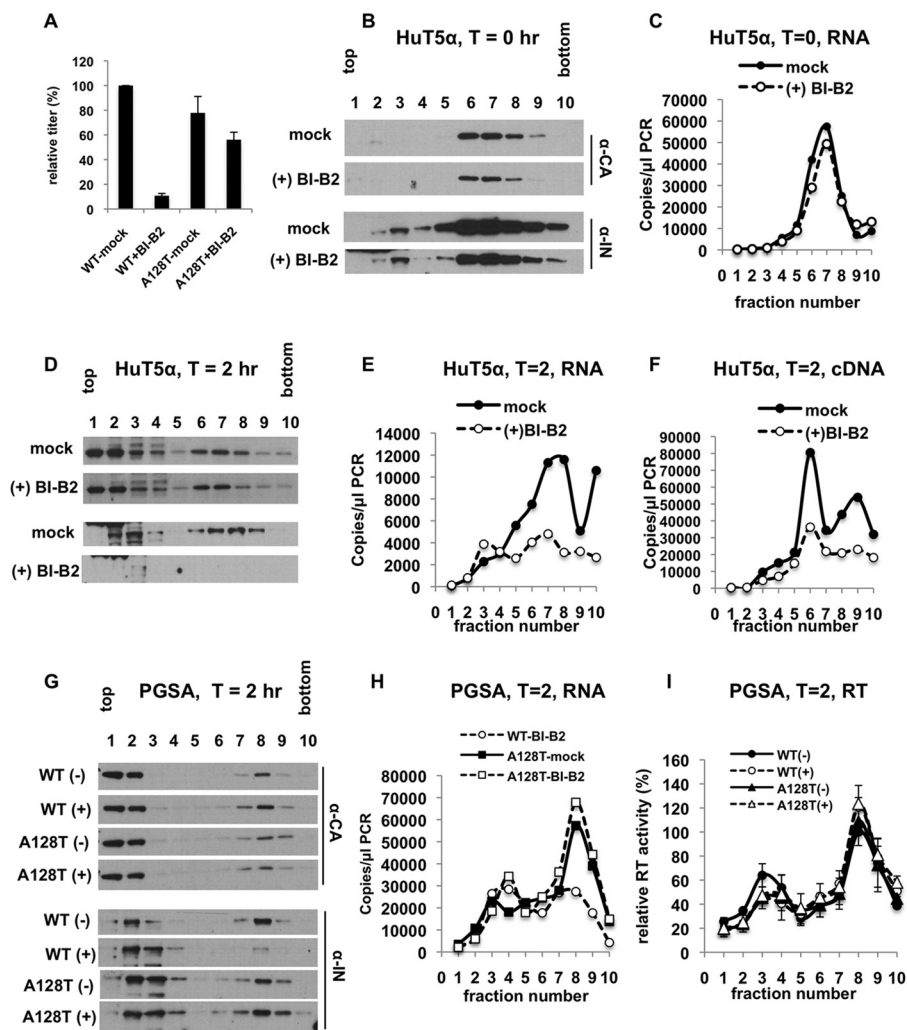 A
relative titer (%)
120
100
80
60
40
20
0
WT-mock
WT+BI-B2
A128T-mock
A128T+BI-B2
B
HuT5α, T = 0 hr
top
bottom
1 2 3 4 5 6 7 8 9 10
mock
(+) BI-B2
α-CA
mock
(+) BI-B2
α-IN
C
HuT5α, T=0, RNA
mock
(+) BI-B2
Copies/µl PCR
70000
60000
50000
40000
30000
20000
10000
0
0 1 2 3 4 5 6 7 8 9 10
fraction number
D
HuT5α, T = 2 hr
top
bottom
1 2 3 4 5 6 7 8 9 10
mock
(+) BI-B2
mock
(+) BI-B2
E
HuT5α, T=2, RNA
mock
(+)BI-B2
Copies/µl PCR
14000
12000
10000
8000
6000
4000
2000
0
0 1 2 3 4 5 6 7 8 9 10
fraction number
F
HuT5α, T=2, cDNA
mock
(+)BI-B2
Copies/µl PCR
100000
90000
80000
70000
60000
50000
40000
30000
20000
10000
0
0 1 2 3 4 5 6 7 8 9 10
fraction number
G
PGSA, T = 2 hr
top
bottom
1 2 3 4 5 6 7 8 9 10
WT (-)
WT (+)
A128T (-)
A128T (+)
α-CA
WT (-)
WT (+)
A128T (-)
A128T (+)
α-IN
H
PGSA, T=2, RNA
WT-BI-B2
A128T-mock
A128T-BI-B2
Copies/µl PCR
80000
70000
60000
50000
40000
30000
20000
10000
0
0 1 2 3 4 5 6 7 8 9 10
fraction number
I
PGSA, T=2, RT
WT(-)
WT(+)
A128T(-)
A128T(+)
relative RT activity (%)
160
140
120
100
80
60
40
20
0
0 1 2 3 4 5 6 7 8 9 10
fraction number